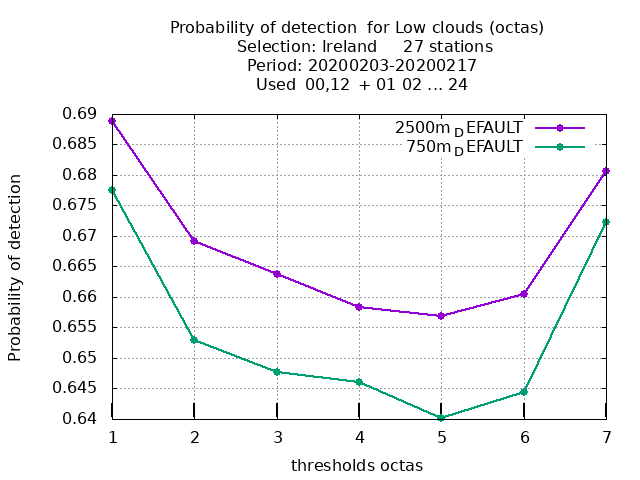 Probability of detection  for Low clouds (octas)
Selection: Ireland     27 stations
Period: 20200203-20200217
Used  00,12  + 01 02 ... 24
0.69
0.685
0.68
0.675
0.67
0.665
0.66
0.655
0.65
0.645
0.64
Probability of detection
2500m_DEFAULT
750m_DEFAULT
1 2 3 4 5 6 7
thresholds octas